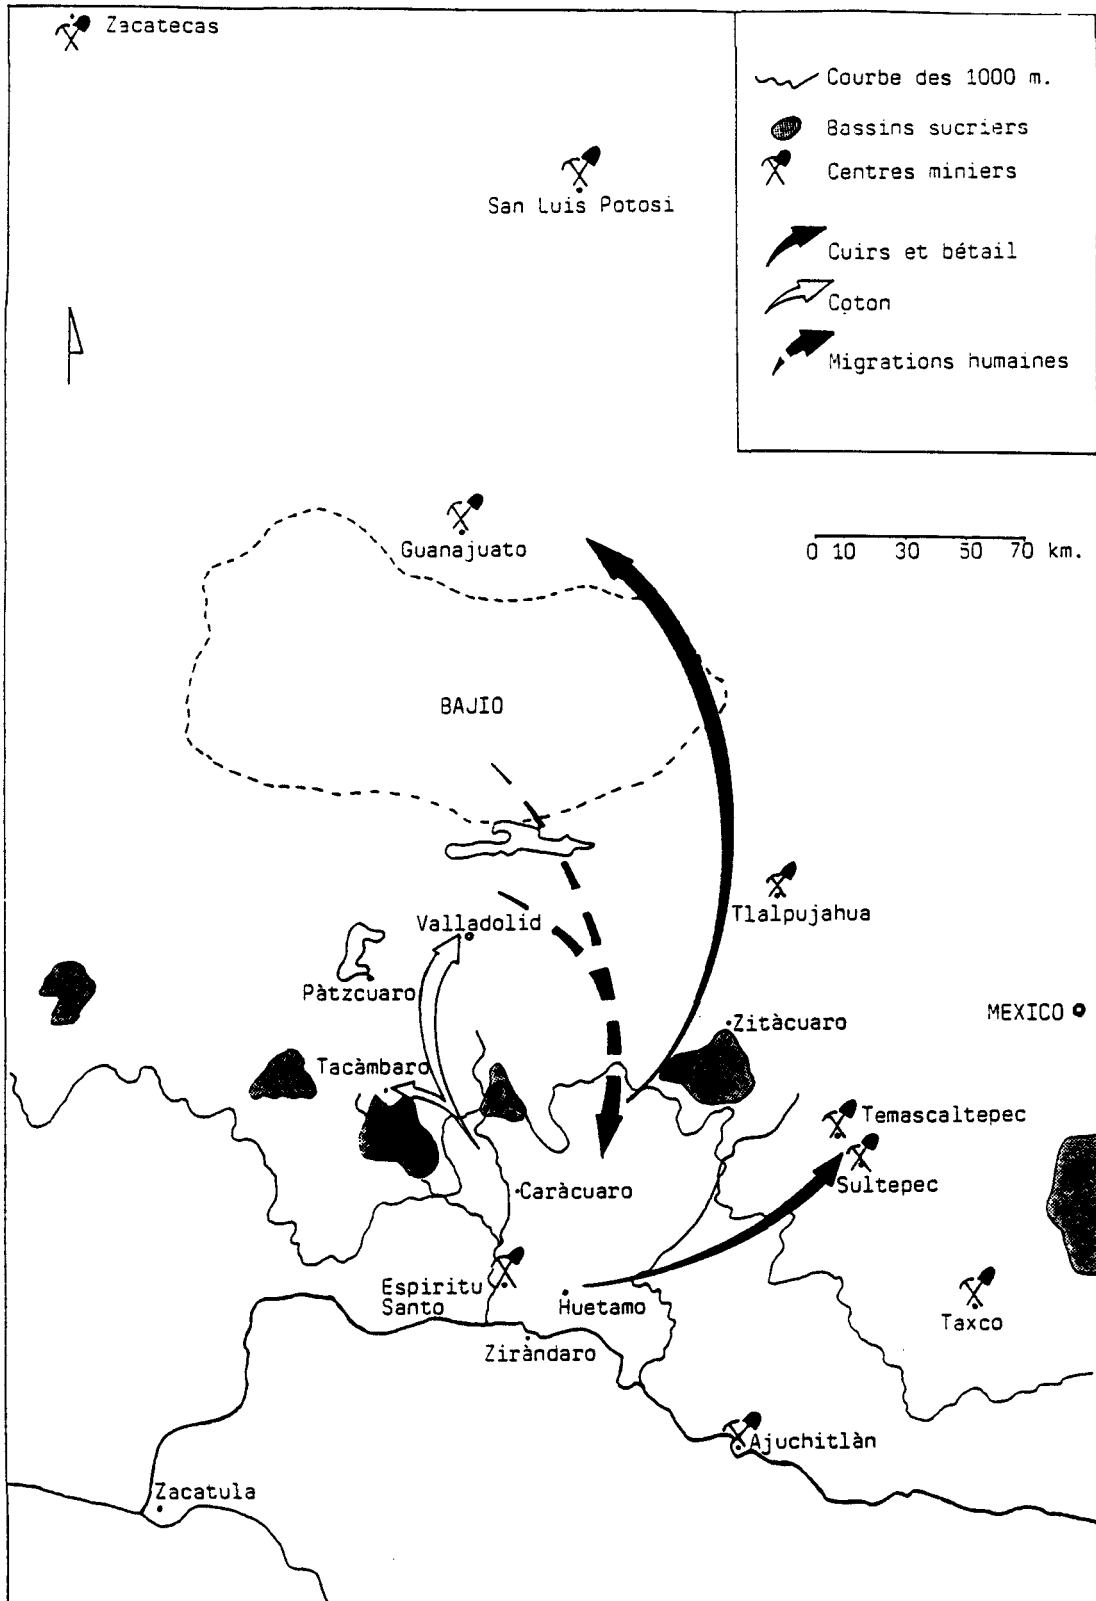 Zacatecas
Courbe des 1000 m.
Bassins sucriers
Centres miniers
San Luis Potosi
Cuirs et bétail
Coton
Migrations humaines
Guanajuato
0 10 30 50 70 km.
BAJIO
Tlalpujahua
Valladolid
Pàtzcuaro
MEXICO
Zitàcuaro
Tacàmbaro
Temascaltepec
Sultepec
Caràcuaro
Espiritu
Santo
Huetamo
Taxco
Ziràndaro
Ajuchitlàn
Zacatula